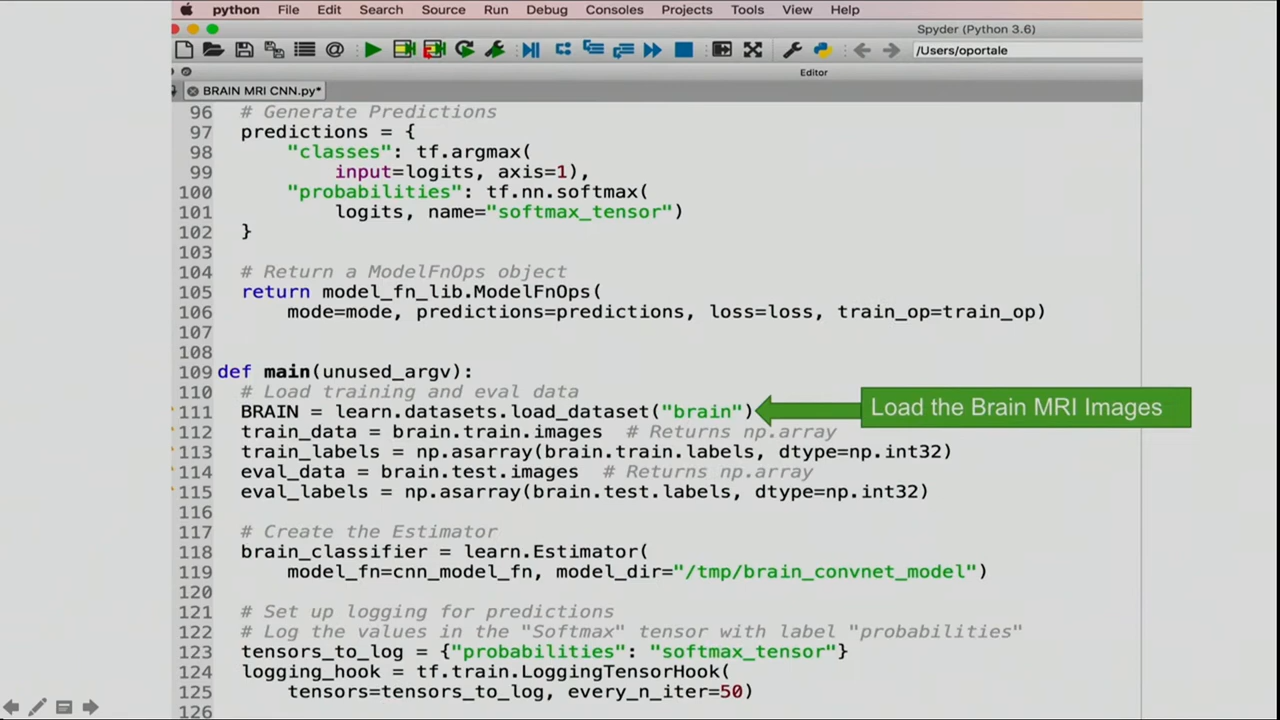 python File Edit Search Source Run Debug Consoles Projects Tools View Help
Spyder (Python 3.6)
/Users/oportale
Editor
BRAIN MRI CNN.py*
96 # Generate Predictions
97 predictions = {
98 "classes": tf.argmax(
99 input=logits, axis=1),
100 "probabilities": tf.nn.softmax(
101 logits, name="softmax_tensor")
102 }
103
104 # Return a ModelFnOps object
105 return model_fn_lib.ModelFnOps(
106 mode=mode, predictions=predictions, loss=loss, train_op=train_op)
107
108
109 def main(unused_argv):
110 # Load training and eval data
111 BRAIN = learn.datasets.load_dataset("brain") Load the Brain MRI Images
112 train_data = brain.train.images # Returns np.array
113 train_labels = np.asarray(brain.train.labels, dtype=np.int32)
114 eval_data = brain.test.images # Returns np.array
115 eval_labels = np.asarray(brain.test.labels, dtype=np.int32)
116
117 # Create the Estimator
118 brain_classifier = learn.Estimator(
119 model_fn=cnn_model_fn, model_dir="/tmp/brain_convnet_model")
120
121 # Set up logging for predictions
122 # Log the values in the "Softmax" tensor with label "probabilities"
123 tensors_to_log = {"probabilities": "softmax_tensor"}
124 logging_hook = tf.train.LoggingTensorHook(
125 tensors=tensors_to_log, every_n_iter=50)
126